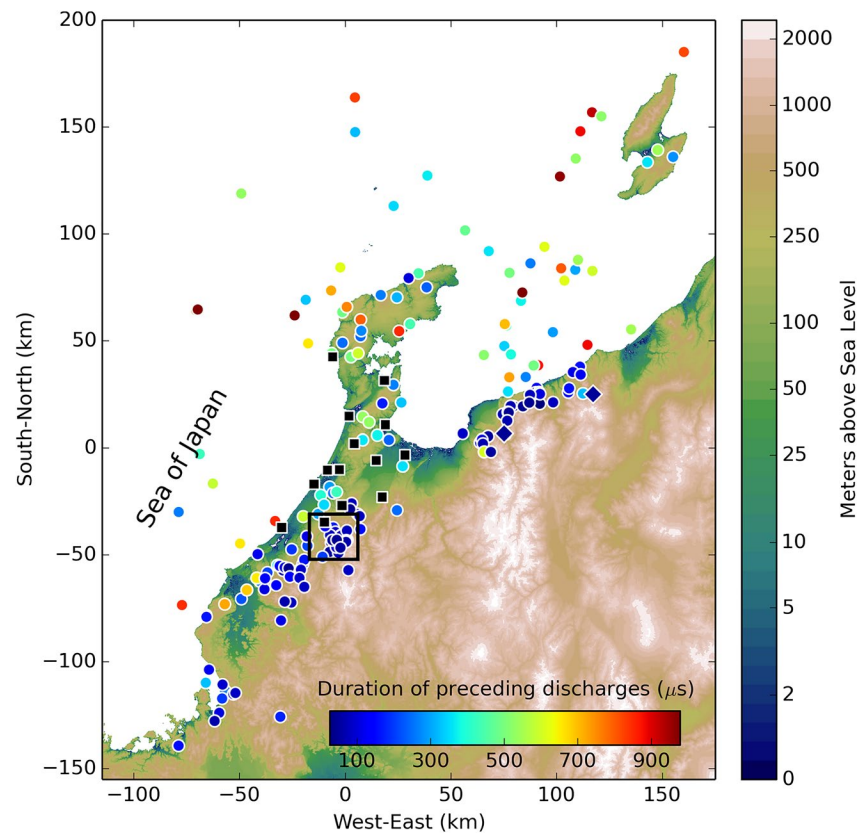 200
150
100
50
0
−50
−100
−150
South-North (km)
Sea of Japan
Duration of preceding discharges (μs)
100 300 500 700 900
−100 −50 0 50 100 150
West-East (km)
2000
1000
500
250
100
50
25
10
5
2
0
Meters above Sea Level